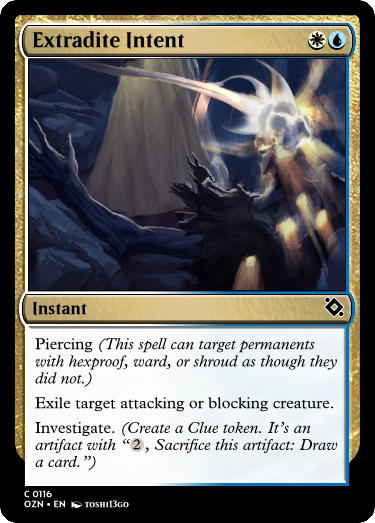 Extradite Intent
Instant
Piercing (This spell can target permanents
with hexproof, ward, or shroud as though they
did not.)
Exile target attacking or blocking creature.
Investigate. (Create a Clue token. It's an
artifact with “2, Sacrifice this artifact: Draw
a card.”)
C 0116
OZN • EN TOSHI13GO